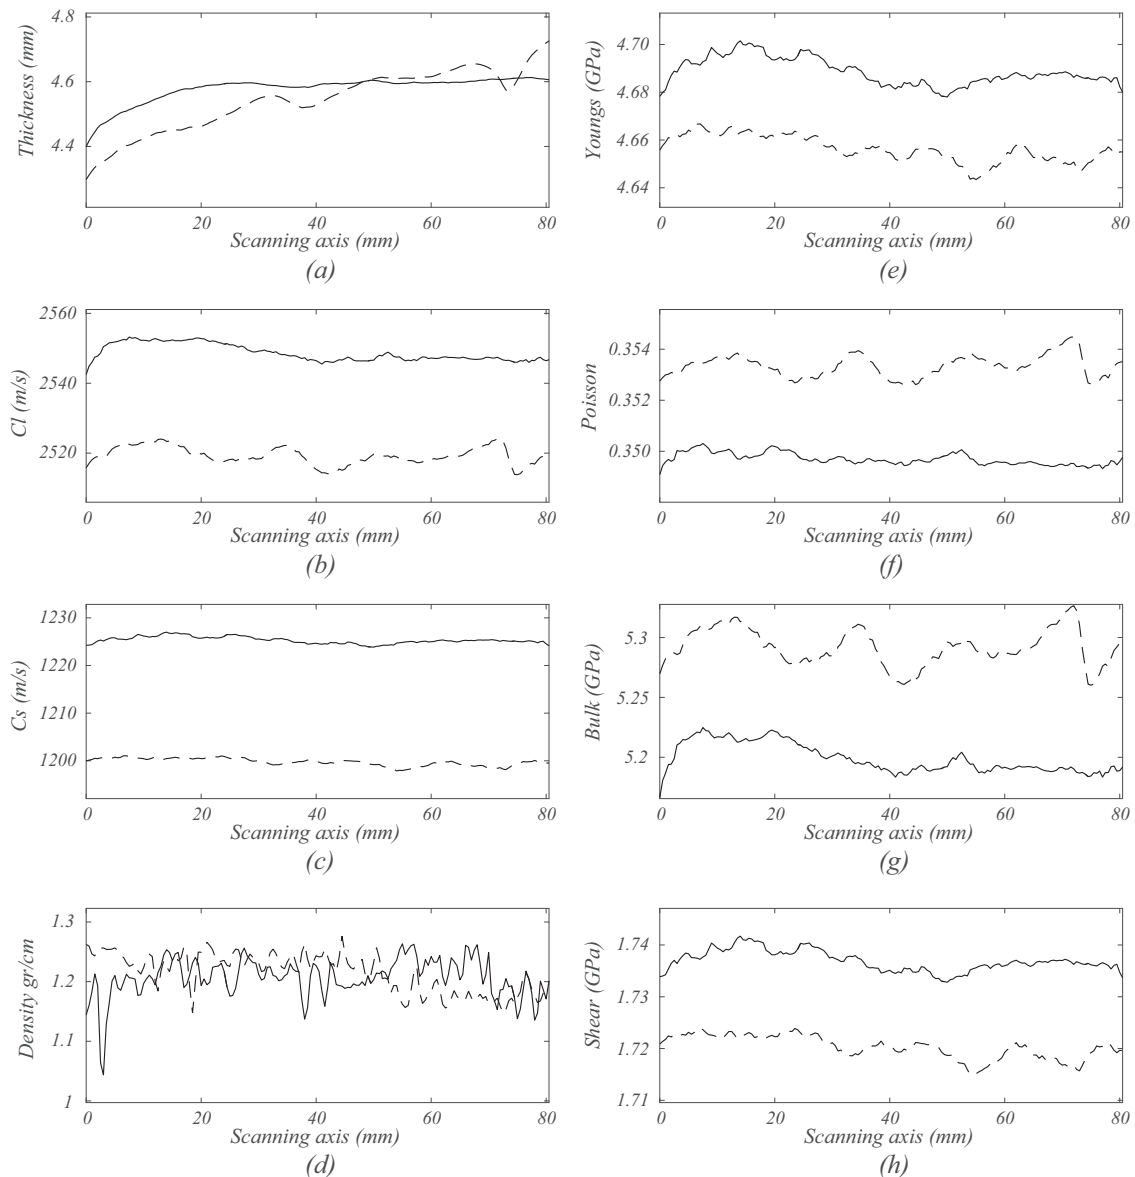 4.8
4.6
4.4
Thickness (mm)
0 20 40 60 80
Scanning axis (mm)
(a)
4.70
4.68
4.66
4.64
Youngs (GPa)
0 20 40 60 80
Scanning axis (mm)
(e)
2560
2540
2520
Cl (m/s)
0 20 40 60 80
Scanning axis (mm)
(b)
0.354
0.352
0.350
Poisson
0 20 40 60 80
Scanning axis (mm)
(f)
1230
1220
1210
1200
Cs (m/s)
0 20 40 60 80
Scanning axis (mm)
(c)
5.3
5.25
5.2
Bulk (GPa)
0 20 40 60 80
Scanning axis (mm)
(g)
1.3
1.2
1.1
1
Density gr/cm
0 20 40 60 80
Scanning axis (mm)
(d)
1.74
1.73
1.72
1.71
Shear (GPa)
0 20 40 60 80
Scanning axis (mm)
(h)